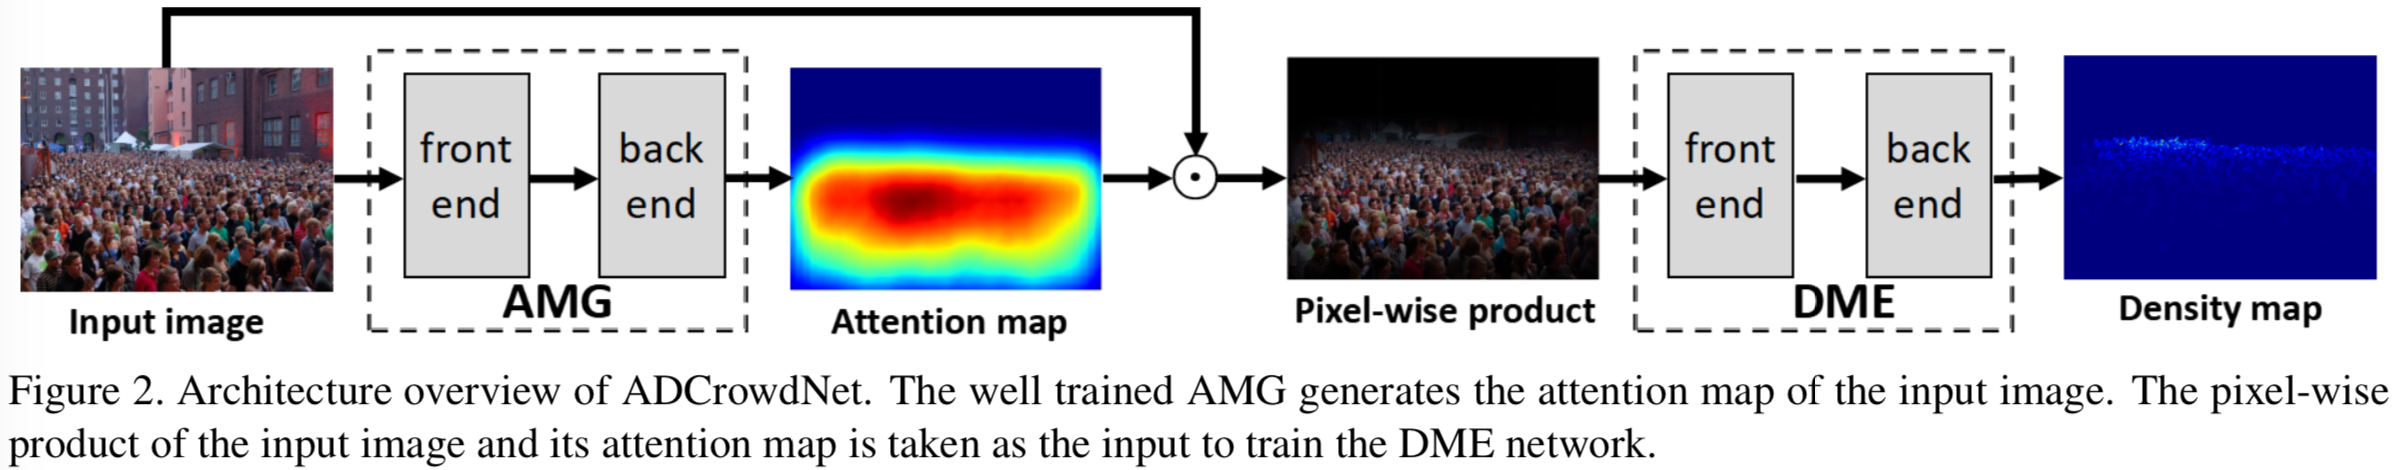 front
end
back
end
AMG
front
end
back
end
DME
Input image
Attention map
Pixel-wise product
Density map
Figure 2. Architecture overview of ADCrowdNet. The well trained AMG generates the attention map of the input image. The pixel-wise
product of the input image and its attention map is taken as the input to train the DME network.